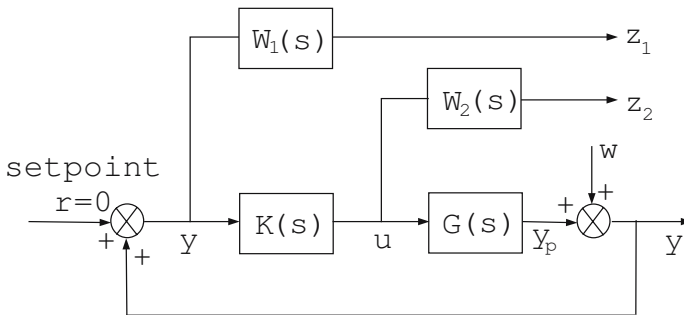 W₁(s)
z₁
W₂(s)
z₂
setpoint
r=0
w
+
+
+
+
y
K(s)
u
G(s)
yₚ
y